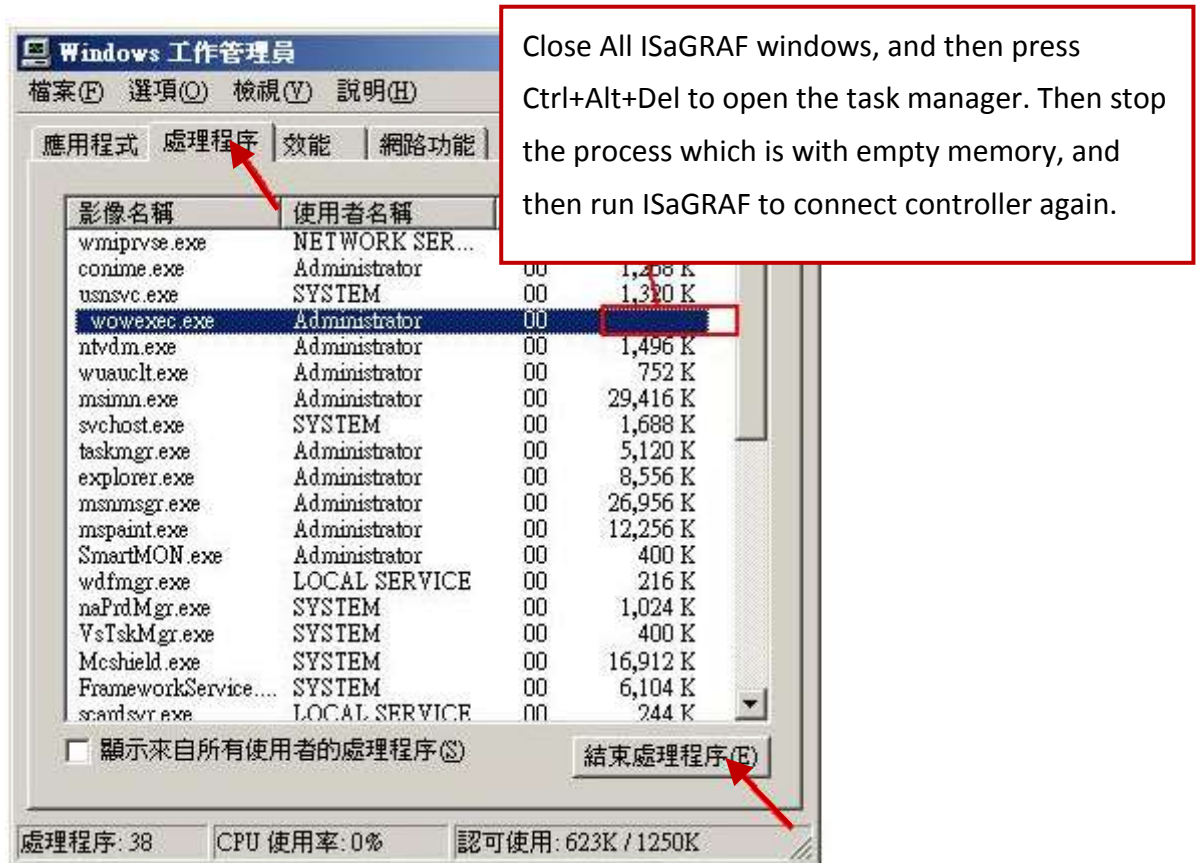 Windows 工作管理員
檔案(F) 選項(O) 檢視(V) 說明(H)
Close All ISaGRAF windows, and then press
Ctrl+Alt+Del to open the task manager. Then stop
the process which is with empty memory, and
then run ISaGRAF to connect controller again.
應用程式 處理程序 效能 網路功能
影像名稱 使用者名稱
wmiprvse.exe NETWORK SER...
conime.exe Administrator 00 1,268 K
usnsvc.exe SYSTEM 00 1,320 K
wowexec.exe Administrator 00
ntvdm.exe Administrator 00 1,496 K
wuauclt.exe Administrator 00 752 K
msimn.exe Administrator 00 29,416 K
svchost.exe SYSTEM 00 1,688 K
taskmgr.exe Administrator 00 5,120 K
explorer.exe Administrator 00 8,556 K
msnmsgr.exe Administrator 00 26,956 K
mspaint.exe Administrator 00 12,256 K
SmartMON.exe Administrator 00 400 K
wdfmgr.exe LOCAL SERVICE 00 216 K
naPrdMgr.exe SYSTEM 00 1,024 K
VsTskMgr.exe SYSTEM 00 400 K
Mcshield.exe SYSTEM 00 16,912 K
FrameworkService.... SYSTEM 00 6,104 K
scardsvr.exe LOCAL SERVICE 00 244 K
顯示來自所有使用者的處理程序(S)
結束處理程序(E)
處理程序: 38 CPU 使用率: 0% 認可使用: 623K / 1250K